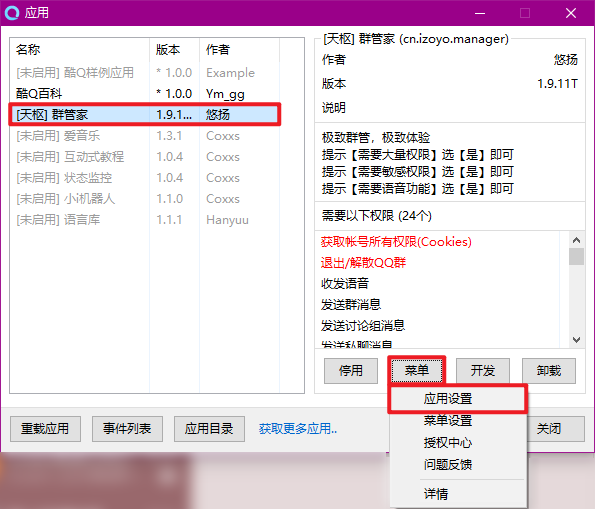 应用
名称 版本 作者
[未启用] 酷Q样例应用 * 1.0.0 Example
酷Q百科 * 1.0.0 Ym_gg
[天枢] 群管家 1.9.1... 悠扬
[未启用] 爱音乐 1.3.1 Coxxs
[未启用] 互动式教程 1.0.4 Coxxs
[未启用] 状态监控 1.0.4 Coxxs
[未启用] 小i机器人 1.1.0 Coxxs
[未启用] 语言库 1.1.1 Hanyuu
[天枢] 群管家 (cn.izoyo.manager)
作者 悠扬
版本 1.9.11T
说明
极致群管，极致体验
提示【需要大量权限】选【是】即可
提示【需要敏感权限】选【是】即可
提示【需要语音功能】选【是】即可
需要以下权限 (24个)
获取帐号所有权限(Cookies)
退出/解散QQ群
收发语音
发送群消息
发送讨论组消息
发送私聊消息
停用 菜单 开发 卸载
应用设置
菜单设置
授权中心
问题反馈
详情
重载应用 事件列表 应用目录 获取更多应用.. 关闭